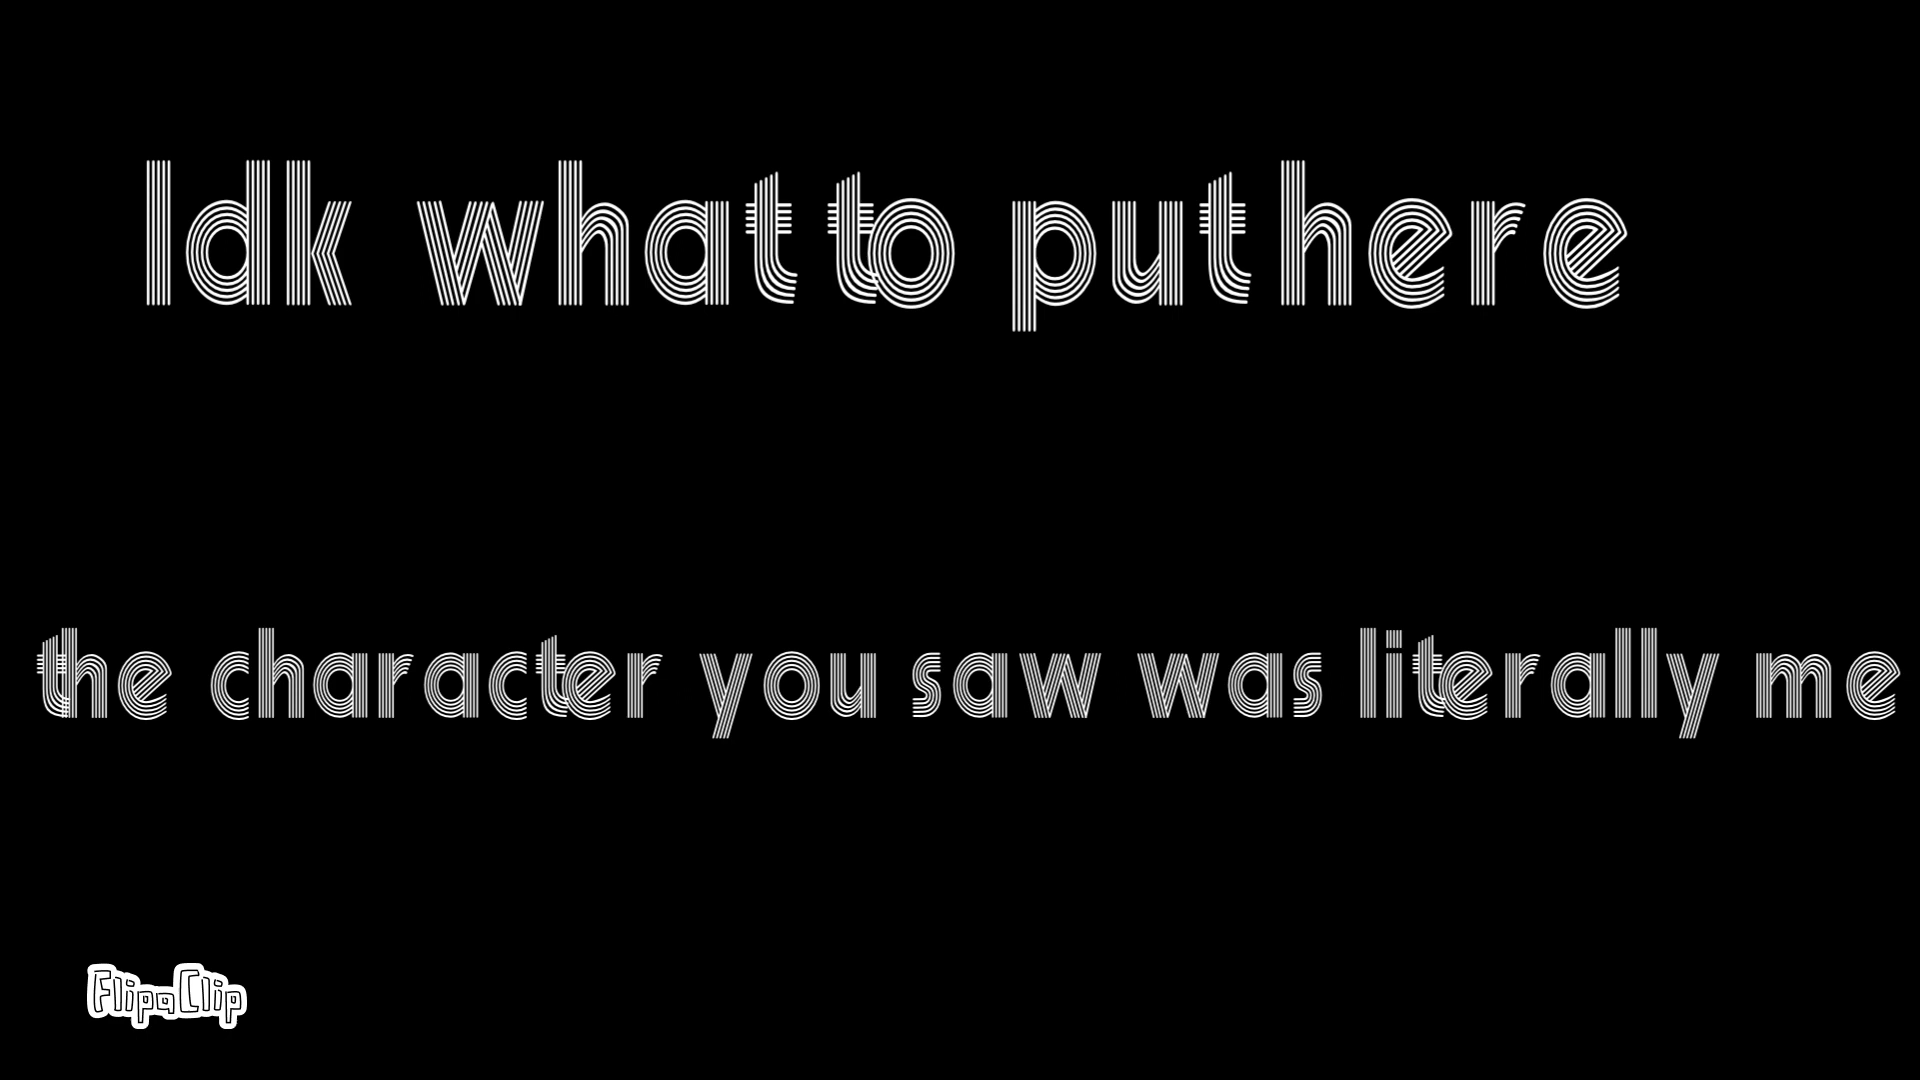 Idk what to put here
the character you saw was literally me
FlipaClip